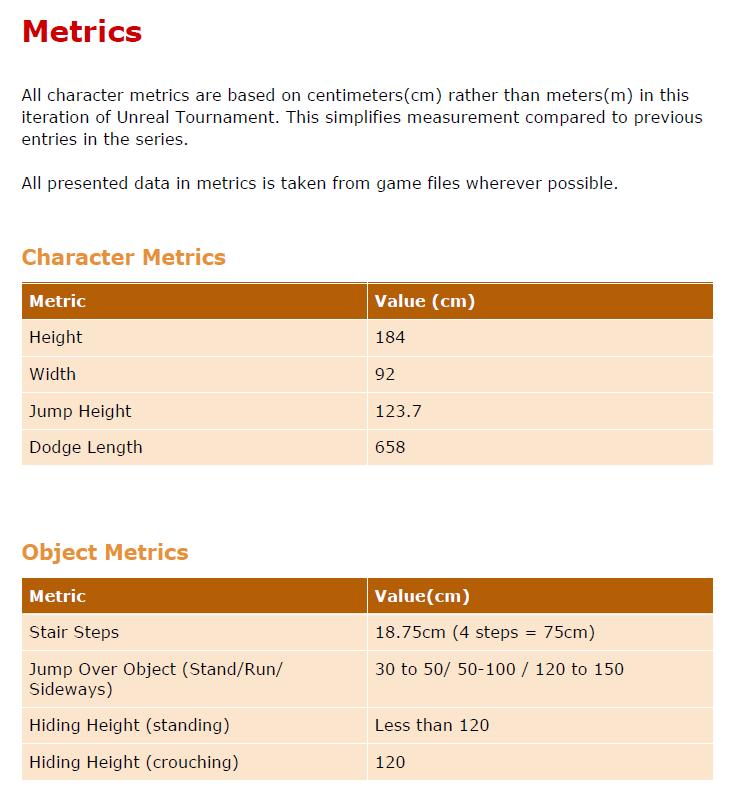 Metrics
All character metrics are based on centimeters(cm) rather than meters(m) in this
iteration of Unreal Tournament. This simplifies measurement compared to previous
entries in the series.
All presented data in metrics is taken from game files wherever possible.
Character Metrics
Metric Value (cm)
Height 184
Width 92
Jump Height 123.7
Dodge Length 658
Object Metrics
Metric Value(cm)
Stair Steps 18.75cm (4 steps = 75cm)
Jump Over Object (Stand/Run/ 30 to 50/ 50-100 / 120 to 150
Sideways)
Hiding Height (standing) Less than 120
Hiding Height (crouching) 120